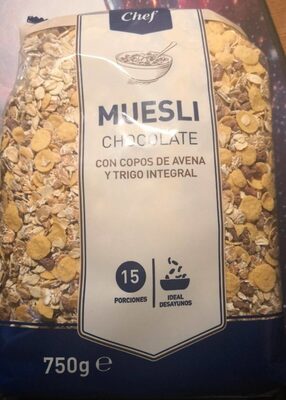 Chef
MUESLI
CHOCOLATE
CON COPOS DE AVENA
Y TRIGO INTEGRAL
15
PORCIONES
IDEAL
DESAYUNOS
750g ℮